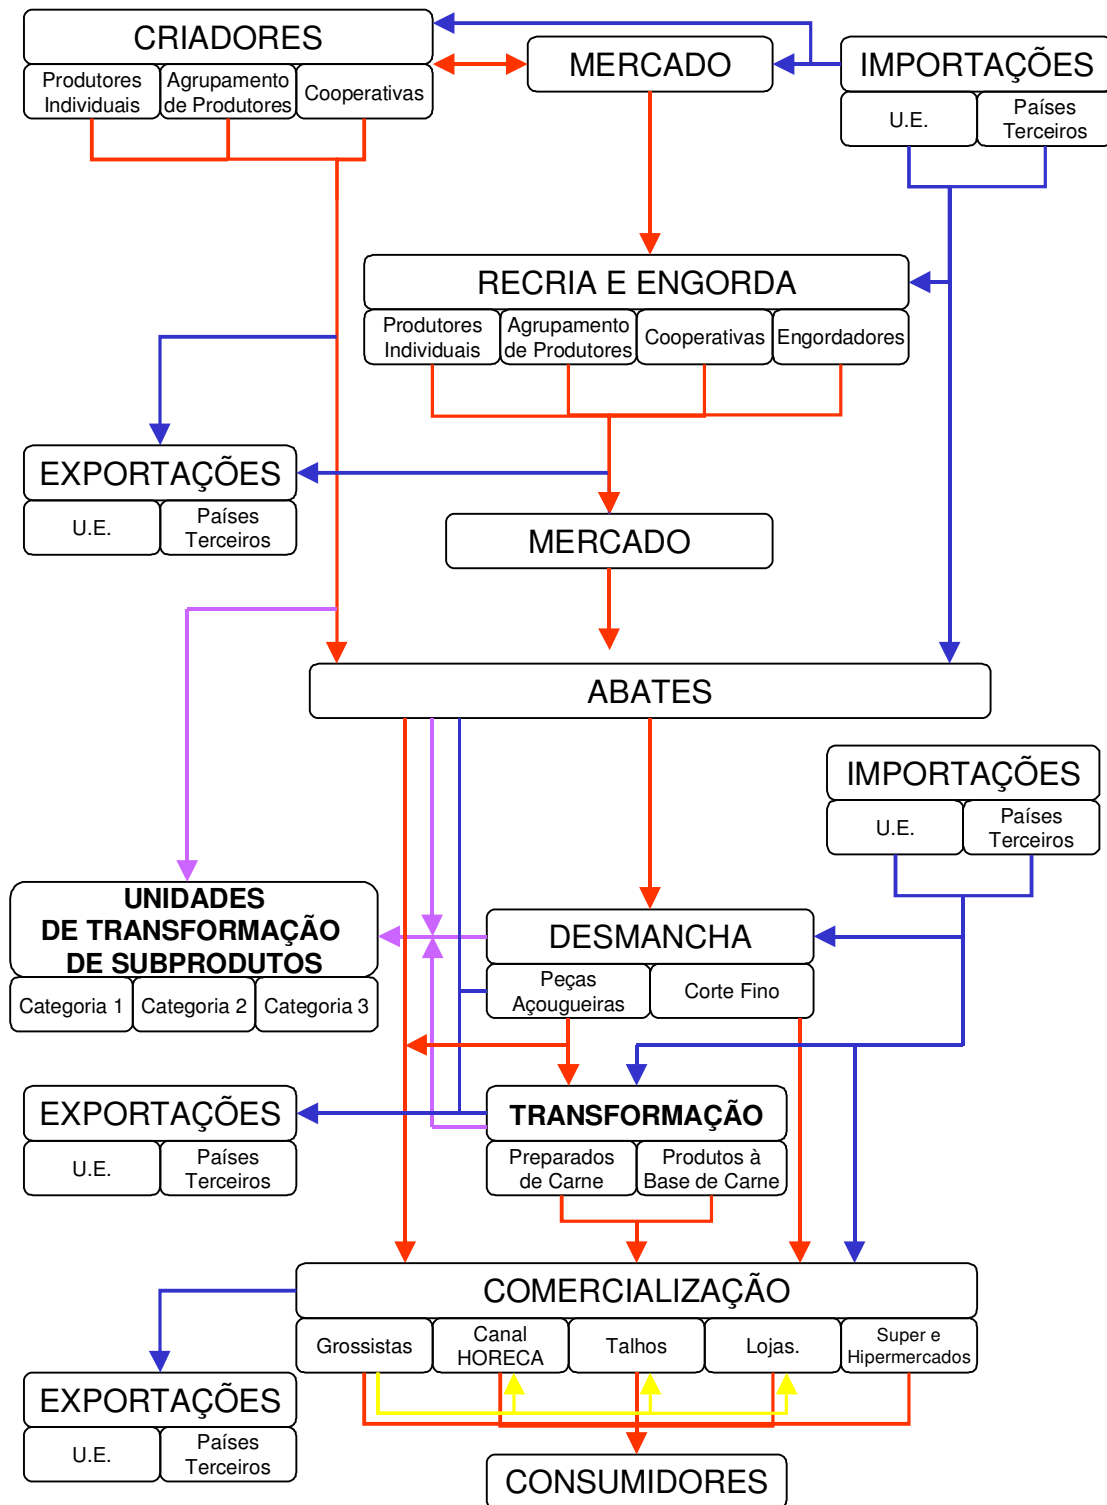 CRIADORES
Produtores
Individuais
Agrupamento
de Produtores
Cooperativas
MERCADO
IMPORTAÇÕES
U.E.
Países
Terceiros
RECRIA E ENGORDA
Produtores
Individuais
Agrupamento
de Produtores
Cooperativas
Engordadores
EXPORTAÇÕES
U.E.
Países
Terceiros
MERCADO
ABATES
IMPORTAÇÕES
U.E.
Países
Terceiros
UNIDADES
DE TRANSFORMAÇÃO
DE SUBPRODUTOS
Categoria 1
Categoria 2
Categoria 3
DESMANCHA
Peças
Açougueiras
Corte Fino
EXPORTAÇÕES
U.E.
Países
Terceiros
TRANSFORMAÇÃO
Preparados
de Carne
Produtos à
Base de Carne
COMERCIALIZAÇÃO
Grossistas
Canal
HORECA
Talhos
Lojas.
Super e
Hipermercados
EXPORTAÇÕES
U.E.
Países
Terceiros
CONSUMIDORES